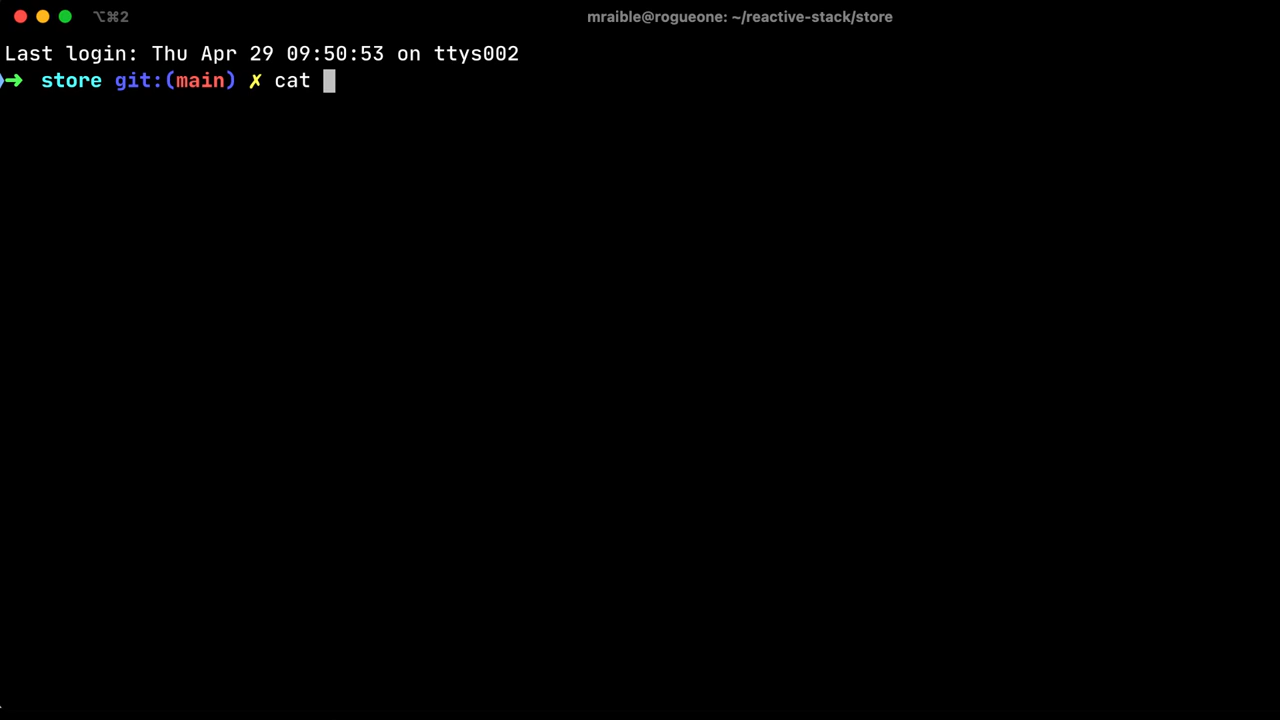 ⌥⌘2
mraible@rogueone: ~/reactive-stack/store
Last login: Thu Apr 29 09:50:53 on ttys002
➜ store git:(main) ✗ cat